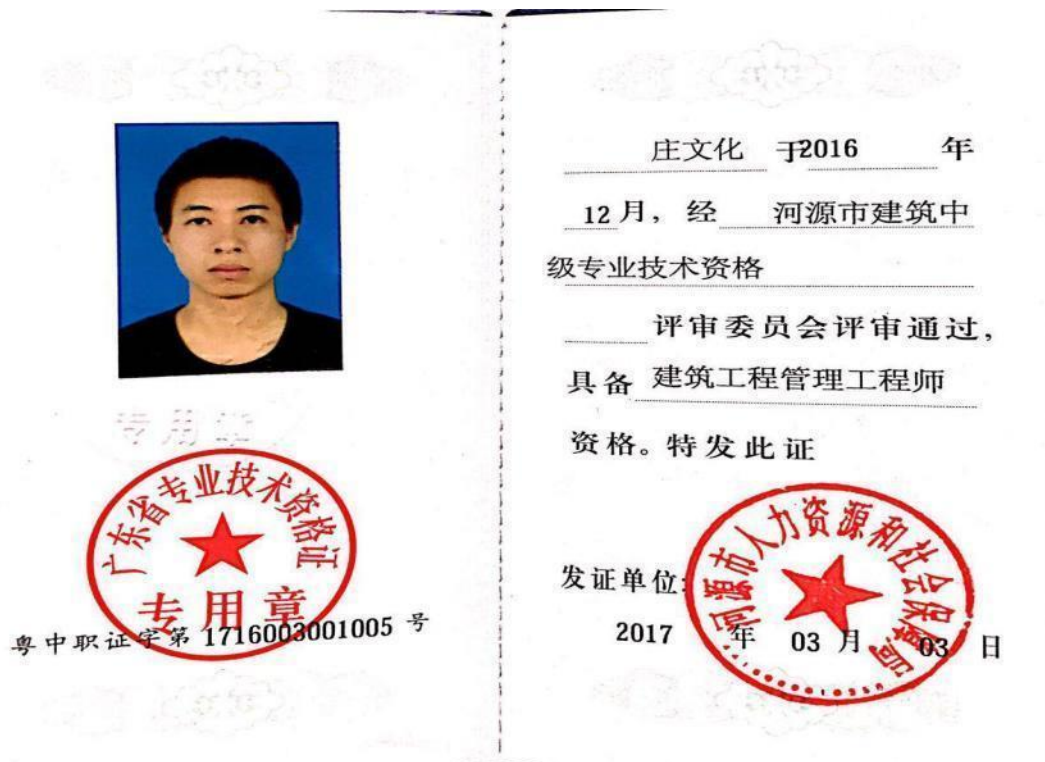 专用章
广东省专业技术资格证
专用章
粤中职证字第 1716003001005 号
庄文化 于2016 年
12月，经 河源市建筑中
级专业技术资格
评审委员会评审通过，
具备 建筑工程管理工程师
资格。特发此证
河源市人力资源和社会保障局
发证单位:
2017 年 03 月 03 日